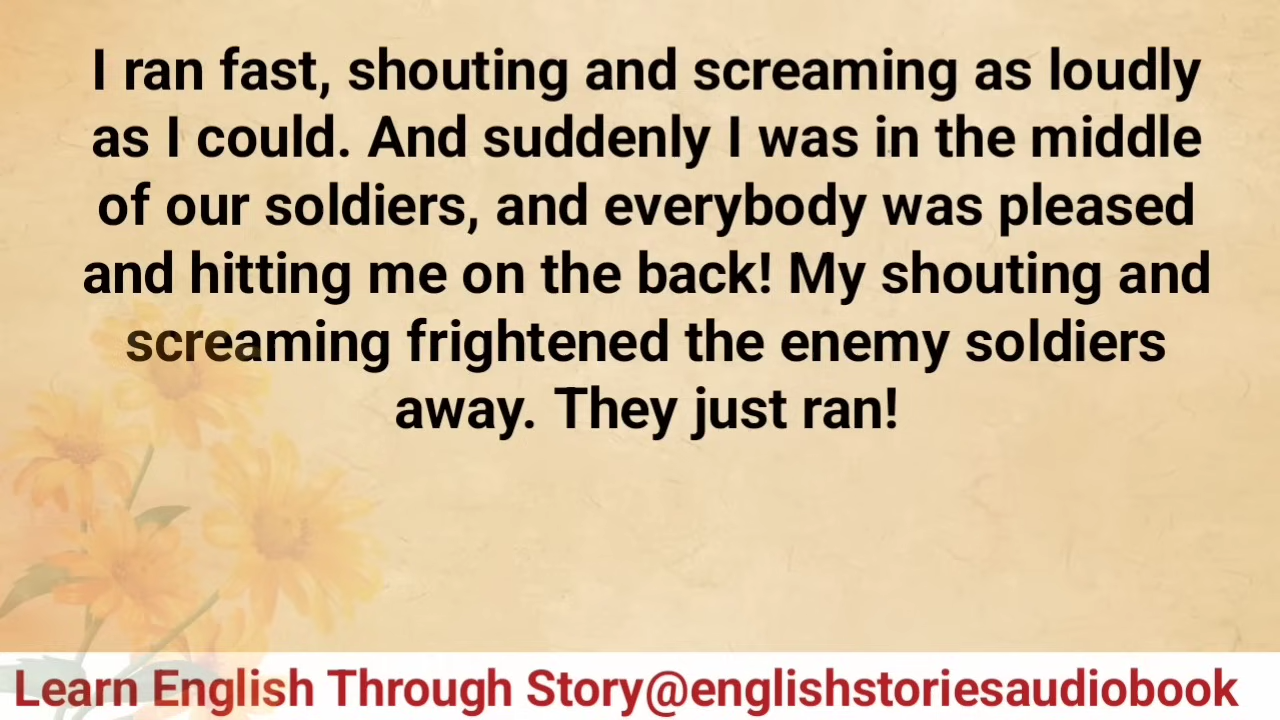 I ran fast, shouting and screaming as loudly
as I could. And suddenly I was in the middle
of our soldiers, and everybody was pleased
and hitting me on the back! My shouting and
screaming frightened the enemy soldiers
away. They just ran!
Learn English Through Story@englishstoriesaudiobook